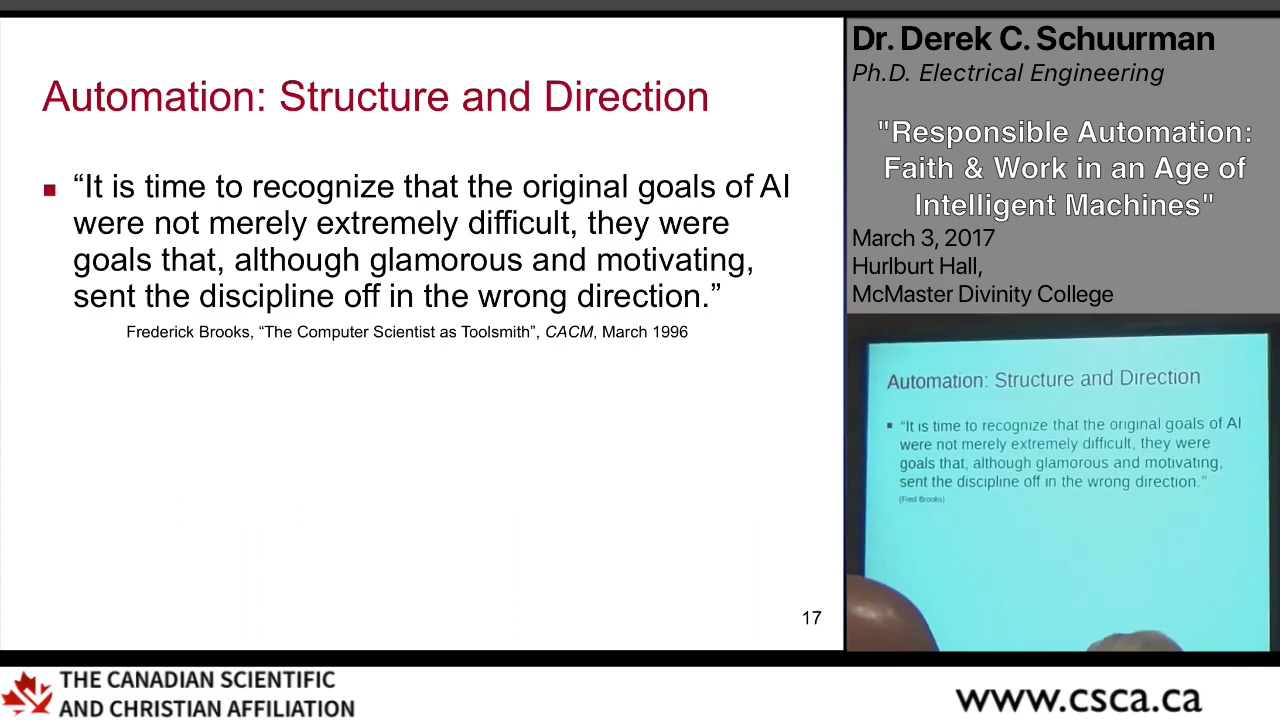 Automation: Structure and Direction
“It is time to recognize that the original goals of AI
were not merely extremely difficult, they were
goals that, although glamorous and motivating,
sent the discipline off in the wrong direction.”
Frederick Brooks, “The Computer Scientist as Toolsmith”, CACM, March 1996
17
Dr. Derek C. Schuurman
Ph.D. Electrical Engineering
"Responsible Automation:
Faith & Work in an Age of
Intelligent Machines"
March 3, 2017
Hurlburt Hall,
McMaster Divinity College
Automation: Structure and Direction
“It is time to recognize that the original goals of AI
were not merely extremely difficult, they were
goals that, although glamorous and motivating,
sent the discipline off in the wrong direction.”
(Fred Brooks)
THE CANADIAN SCIENTIFIC
AND CHRISTIAN AFFILIATION
www.csca.ca